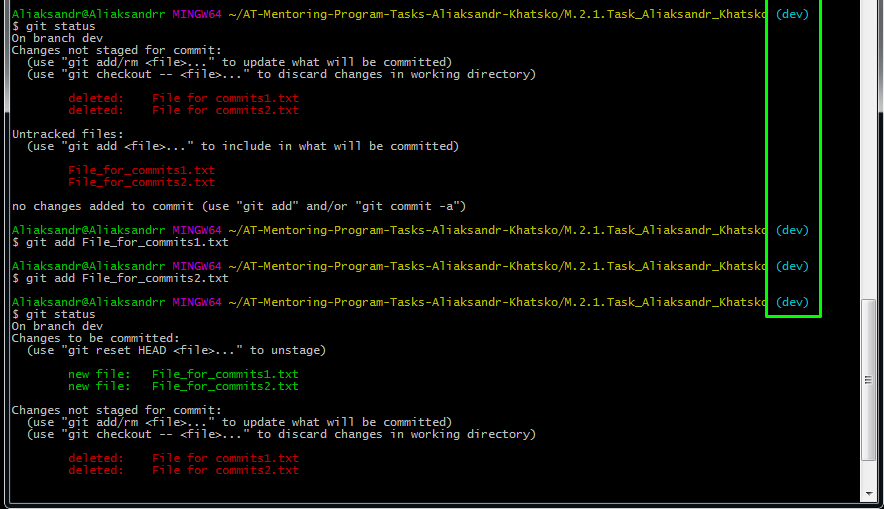 Aliaksandr@Aliaksandrr MINGW64 ~/AT-Mentoring-Program-Tasks-Aliaksandr-Khatsko/M.2.1.Task_Aliaksandr_Khatsko (dev)
$ git status
On branch dev
Changes not staged for commit:
  (use "git add/rm <file>..." to update what will be committed)
  (use "git checkout -- <file>..." to discard changes in working directory)
        deleted:    File for commits1.txt
        deleted:    File for commits2.txt
Untracked files:
  (use "git add <file>..." to include in what will be committed)
        File_for_commits1.txt
        File_for_commits2.txt
no changes added to commit (use "git add" and/or "git commit -a")
Aliaksandr@Aliaksandrr MINGW64 ~/AT-Mentoring-Program-Tasks-Aliaksandr-Khatsko/M.2.1.Task_Aliaksandr_Khatsko (dev)
$ git add File_for_commits1.txt
Aliaksandr@Aliaksandrr MINGW64 ~/AT-Mentoring-Program-Tasks-Aliaksandr-Khatsko/M.2.1.Task_Aliaksandr_Khatsko (dev)
$ git add File_for_commits2.txt
Aliaksandr@Aliaksandrr MINGW64 ~/AT-Mentoring-Program-Tasks-Aliaksandr-Khatsko/M.2.1.Task_Aliaksandr_Khatsko (dev)
$ git status
On branch dev
Changes to be committed:
  (use "git reset HEAD <file>..." to unstage)
        new file:   File_for_commits1.txt
        new file:   File_for_commits2.txt
Changes not staged for commit:
  (use "git add/rm <file>..." to update what will be committed)
  (use "git checkout -- <file>..." to discard changes in working directory)
        deleted:    File for commits1.txt
        deleted:    File for commits2.txt